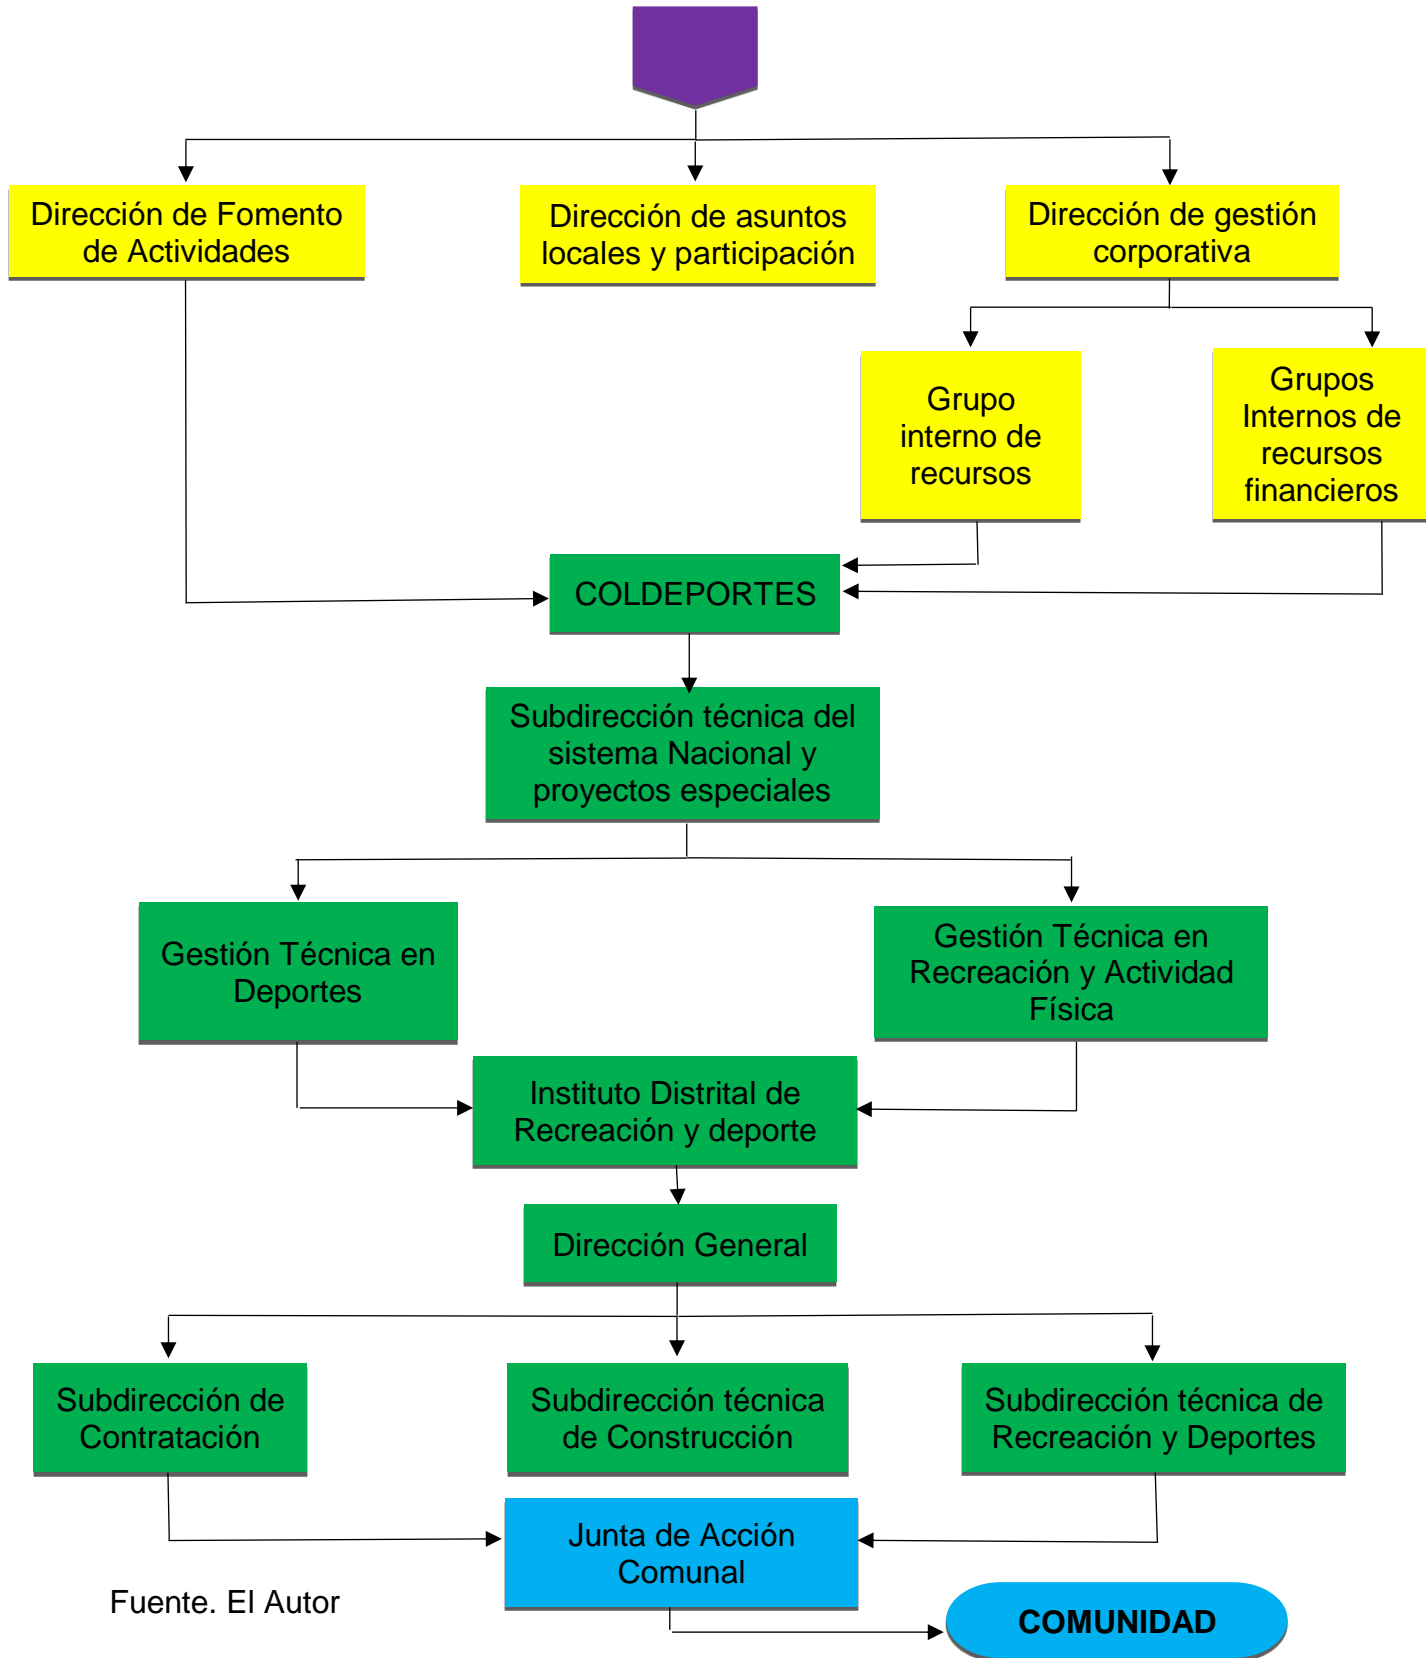 Dirección de Fomento
de Actividades
Dirección de asuntos
locales y participación
Dirección de gestión
corporativa
Grupo
interno de
recursos
Grupos
Internos de
recursos
financieros
COLDEPORTES
Subdirección técnica del
sistema Nacional y
proyectos especiales
Gestión Técnica en
Deportes
Gestión Técnica en
Recreación y Actividad
Física
Instituto Distrital de
Recreación y deporte
Dirección General
Subdirección de
Contratación
Subdirección técnica
de Construcción
Subdirección técnica de
Recreación y Deportes
Junta de Acción
Comunal
Fuente. El Autor
COMUNIDAD